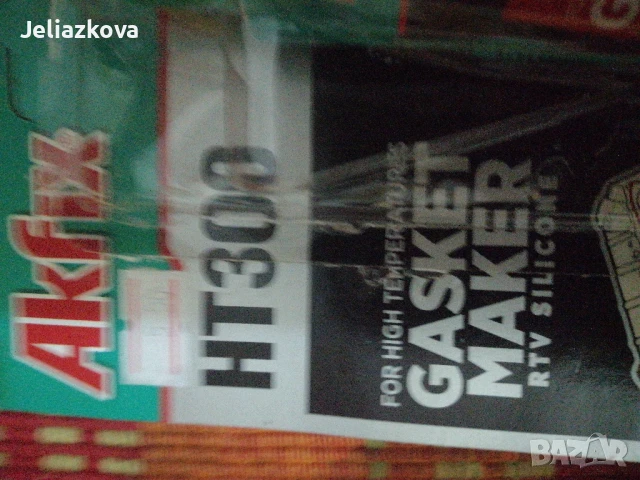 Jeliazkova
AKfix
HT300
FOR HIGH TEMPERATURES
GASKET
MAKER
RTV SILICONE
BAZAR